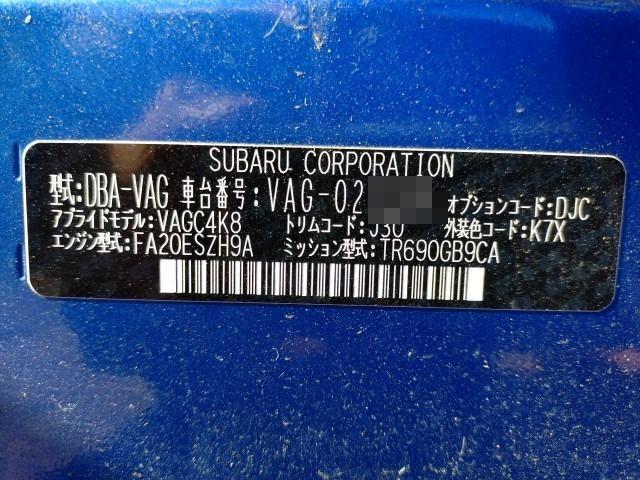 SUBARU CORPORATION
型式:DBA-VAG 車台番号:VAG-02 オプションコード:DJC
アプライドモデル:VAGC4K8 トリムコード:J30 外装色コード:K7X
エンジン型式:FA20ESZH9A ミッション型式:TR690GB9CA